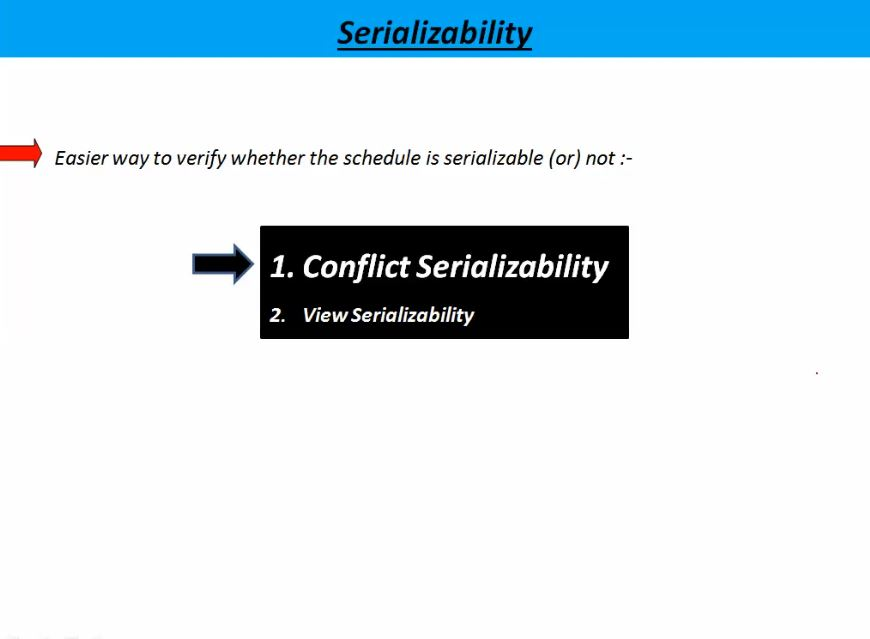 Serializability
Easier way to verify whether the schedule is serializable (or) not :-
1. Conflict Serializability
2. View Serializability